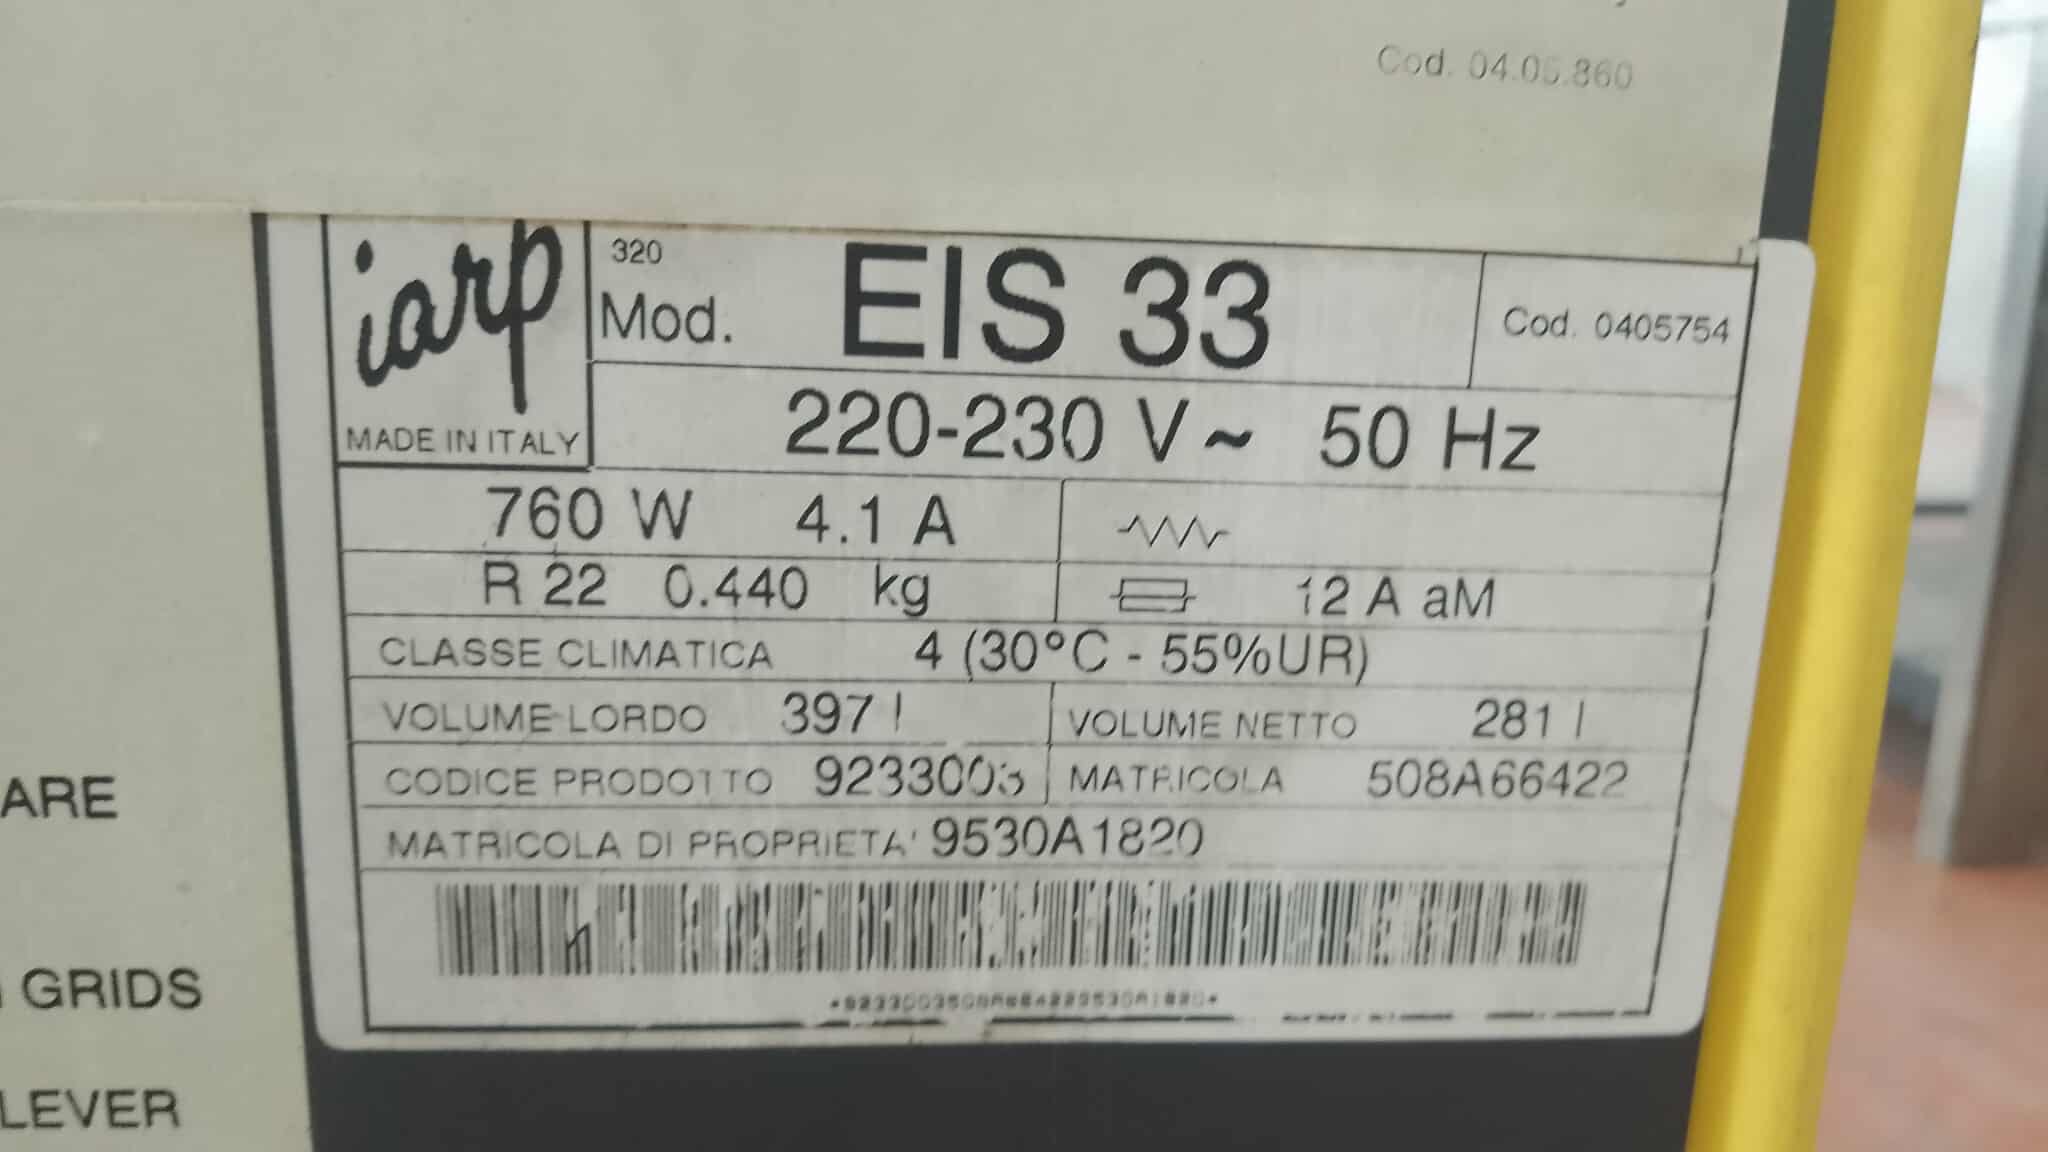 Cod. 04.05.860
iarp
MADE IN ITALY
320
Mod. EIS 33
Cod. 0405754
220-230 V ~ 50 Hz
760 W 4.1 A
R 22 0.440 kg
12 A aM
CLASSE CLIMATICA 4 (30°C - 55%UR)
VOLUME LORDO 397 l
VOLUME NETTO 281 l
CODICE PRODOTTO 9233003
MATRICOLA 508A66422
MATRICOLA DI PROPRIETA' 9530A1820
*9233003508A664229530A1820*
ARE
GRIDS
LEVER